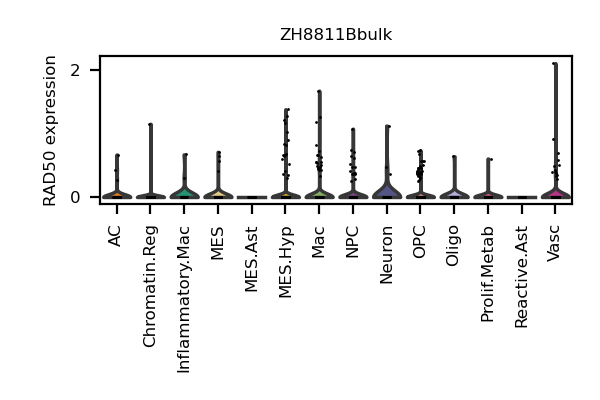 ZH8811Bbulk
RAD50 expression
2
0
AC
Chromatin.Reg
Inflammatory.Mac
MES
MES.Ast
MES.Hyp
Mac
NPC
Neuron
OPC
Oligo
Prolif.Metab
Reactive.Ast
Vasc